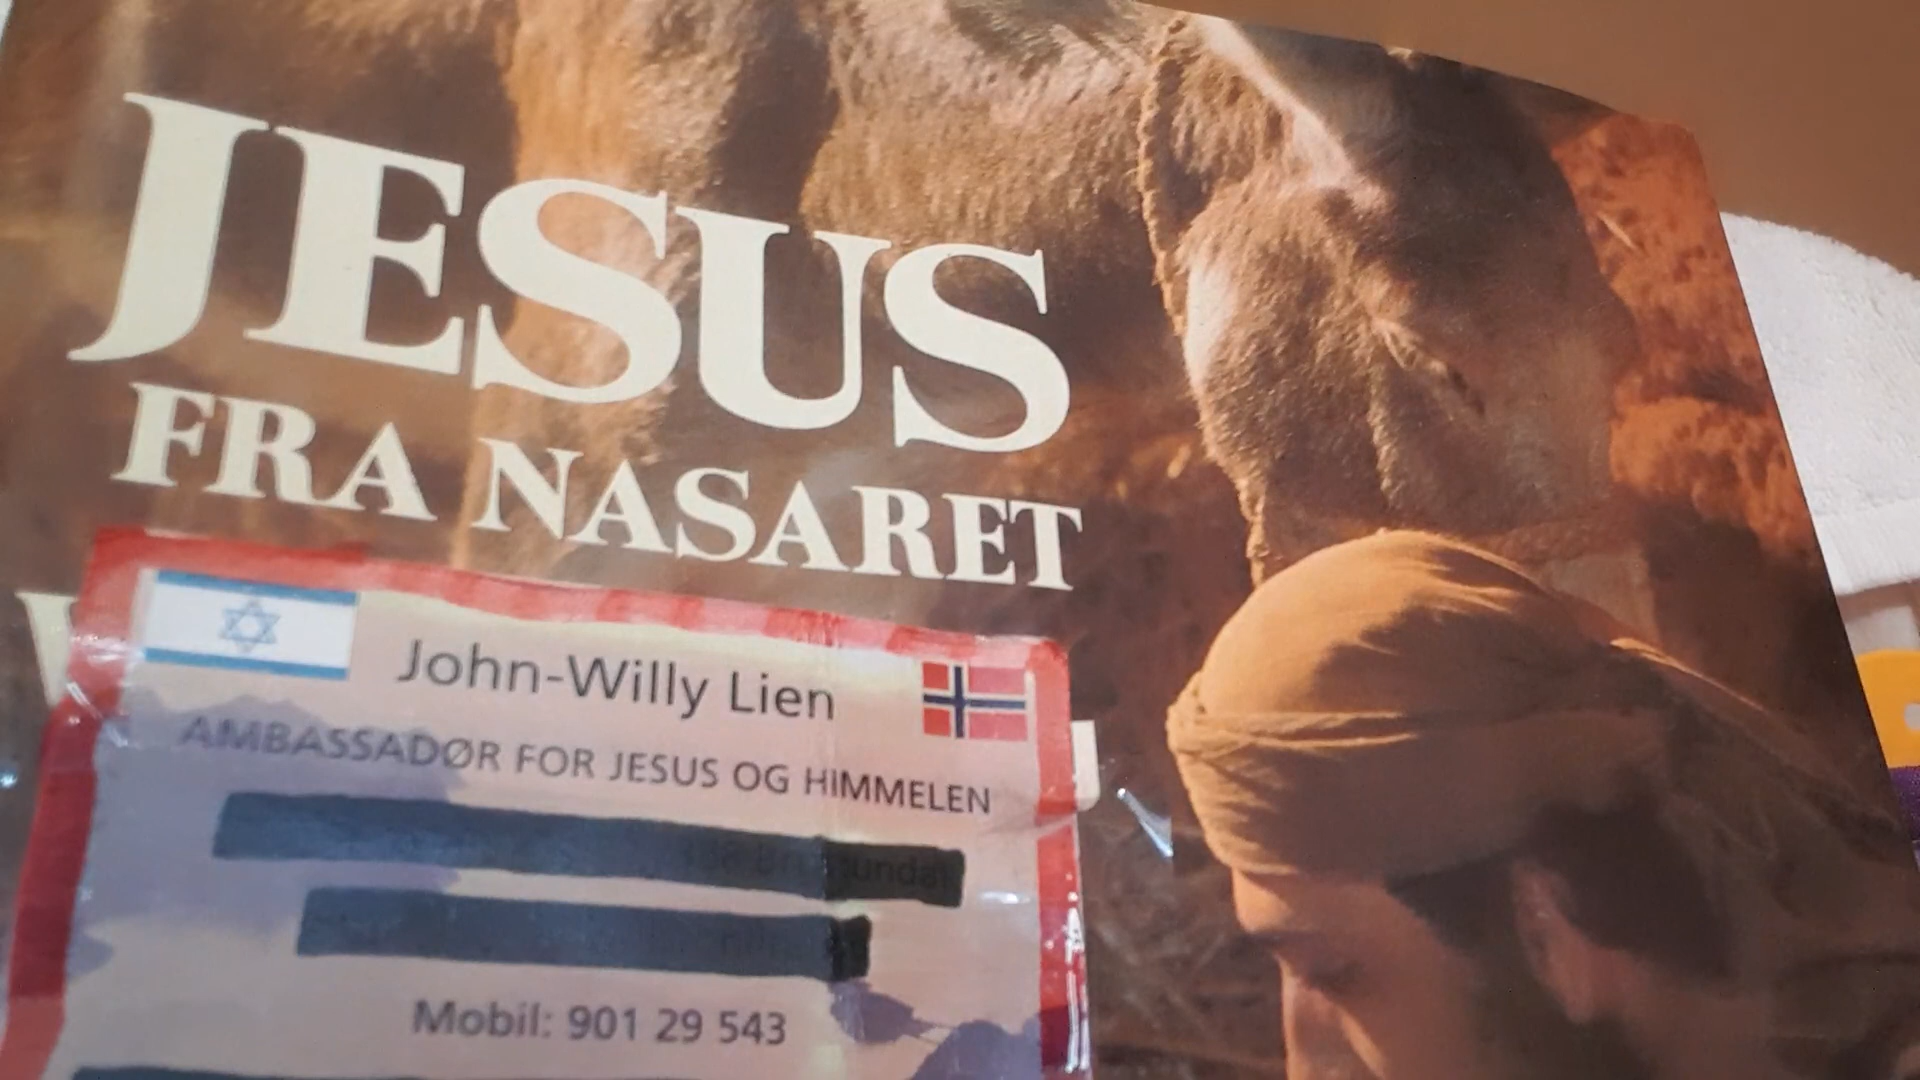 JESUS
FRA NASARET
John-Willy Lien
AMBASSADØR FOR JESUS OG HIMMELEN
Mobil: 901 29 543